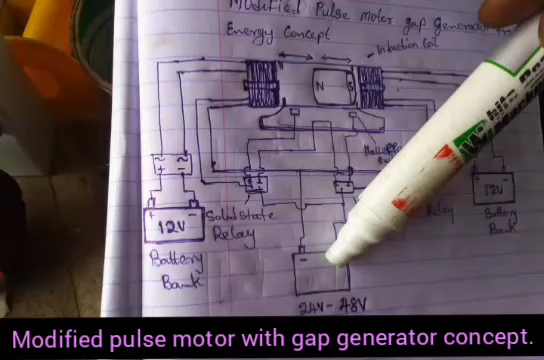 Modified Pulse motor gap generator
Energy Concept
Induction Coil
N
N
S
12V
Solid State
Relay
Battery
Bank
Relay
12V
Battery
Bank
24V - 48V
Modified pulse motor with gap generator concept.